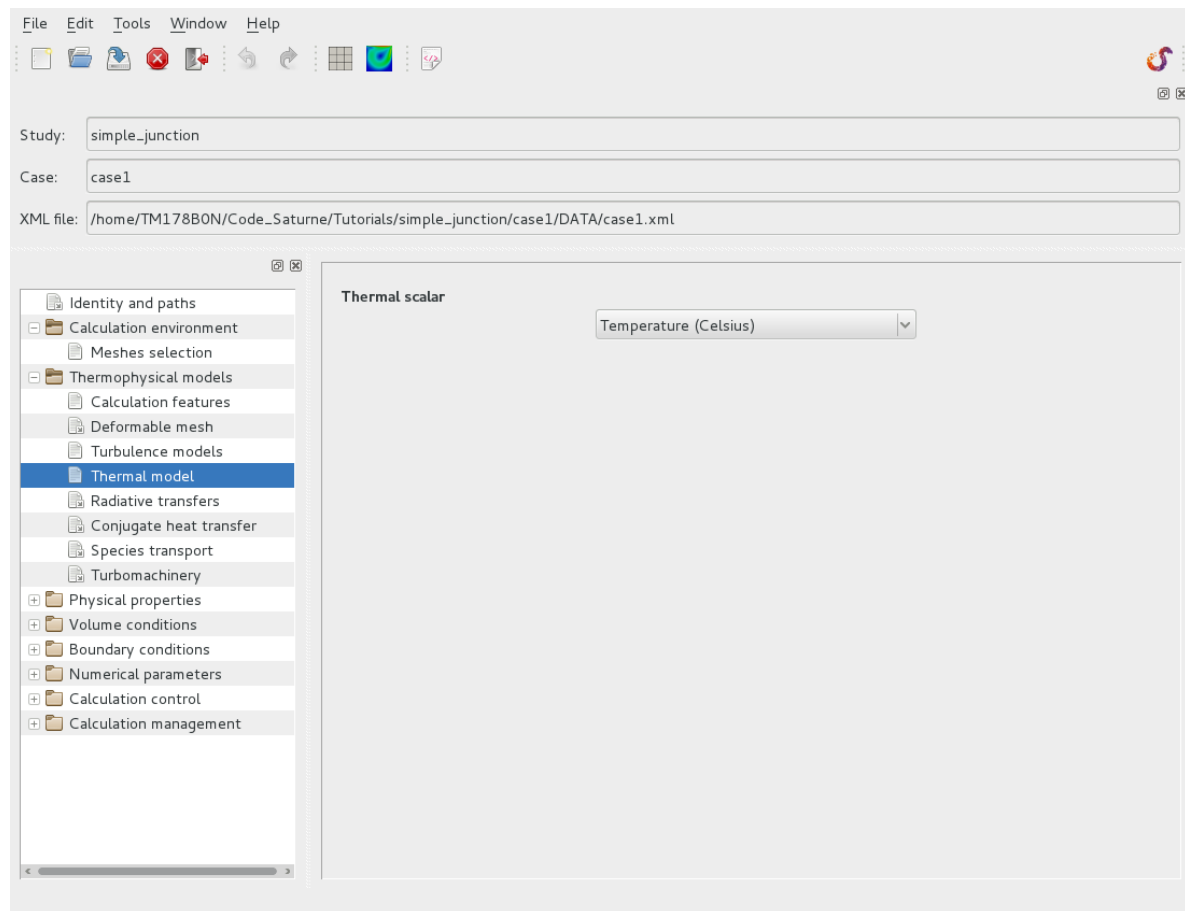 File Edit Tools Window Help
Study: simple_junction
Case: case1
XML file: /home/TM178B0N/Code_Saturne/Tutorials/simple_junction/case1/DATA/case1.xml
Identity and paths
Calculation environment
Meshes selection
Thermophysical models
Calculation features
Deformable mesh
Turbulence models
Thermal model
Radiative transfers
Conjugate heat transfer
Species transport
Turbomachinery
Physical properties
Volume conditions
Boundary conditions
Numerical parameters
Calculation control
Calculation management
Thermal scalar
Temperature (Celsius)